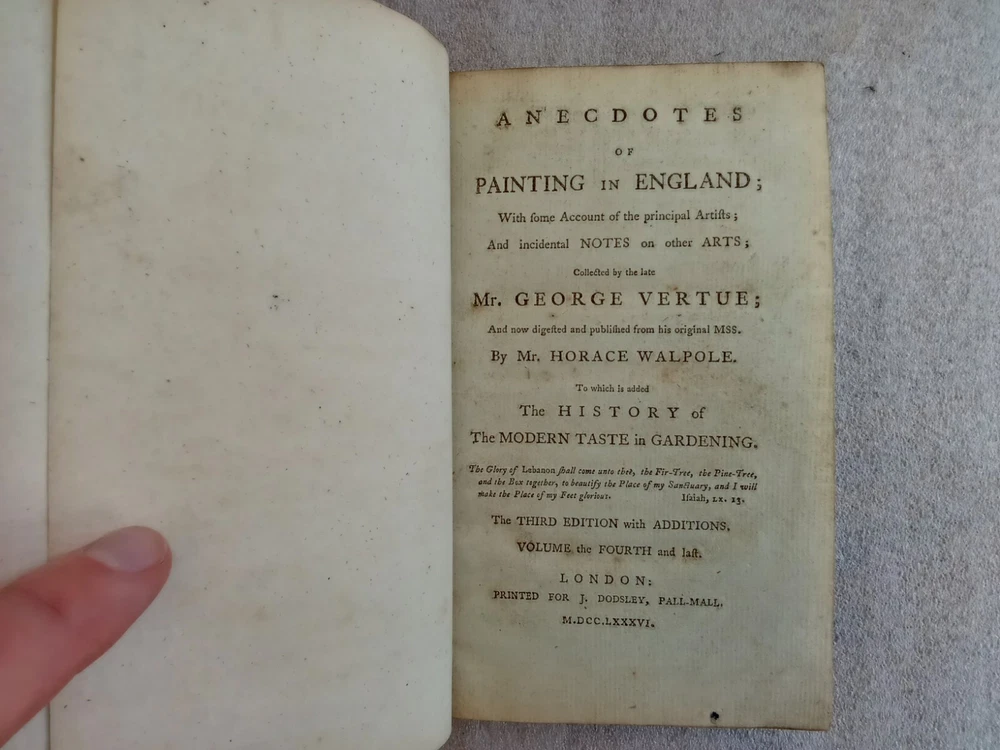 ANECDOTES
OF
PAINTING IN ENGLAND;
With ſome Account of the principal Artiſts;
And incidental NOTES on other ARTS;
Collected by the late
Mr. GEORGE VERTUE;
And now digeſted and publiſhed from his original MSS.
By Mr. HORACE WALPOLE.
To which is added
The HISTORY of
The MODERN TASTE in GARDENING.
The Glory of Lebanon ſhall come unto thee, the Fir-Tree, the Pine-Tree,
and the Box together, to beautify the Place of my Sanctuary, and I will
make the Place of my Feet glorious. Iſaiah, LX. 13.
The THIRD EDITION with ADDITIONS.
VOLUME the FOURTH and laſt.
LONDON:
PRINTED FOR J. DODSLEY, PALL-MALL.
M.DCC.LXXXVI.